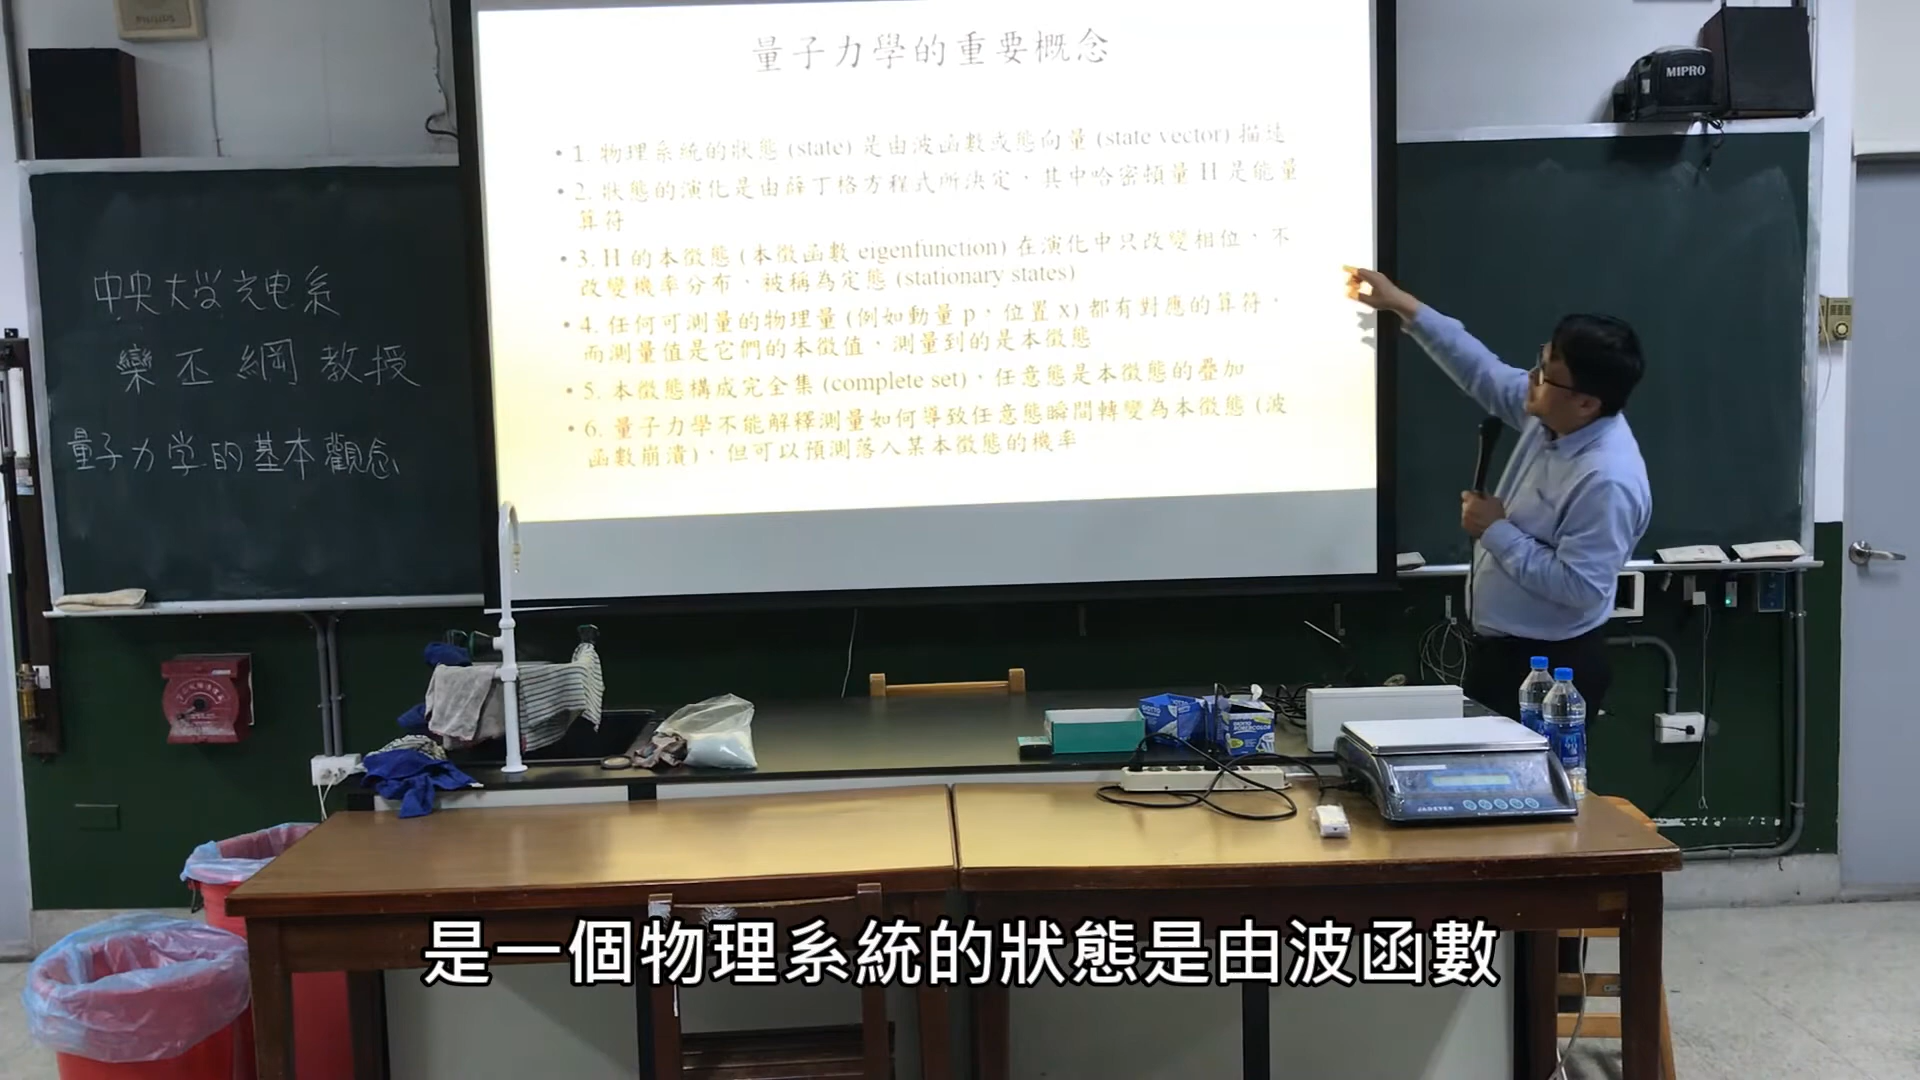 量子力學的重要概念
• 1. 物理系統的狀態 (state) 是由波函數或態向量 (state vector) 描述
• 2. 狀態的演化是由薛丁格方程式所決定，其中哈密頓量 H 是能量
算符
• 3. H 的本徵態 (本徵函數 eigenfunction) 在演化中只改變相位，不
改變機率分布，被稱為定態 (stationary states)
• 4. 任何可測量的物理量 (例如動量 p，位置 x) 都有對應的算符，
而測量值是它們的本徵值，測量到的是本徵態
• 5. 本徵態構成完全集 (complete set)，任意態是本徵態的疊加
• 6. 量子力學不能解釋測量如何導致任意態瞬間轉變為本徵態 (波
函數崩潰)，但可以預測落入某本徵態的機率
中央大学光电系
欒丕綱教授
量子力学的基本觀念
MIPRO
JADEVER
是一個物理系統的狀態是由波函數